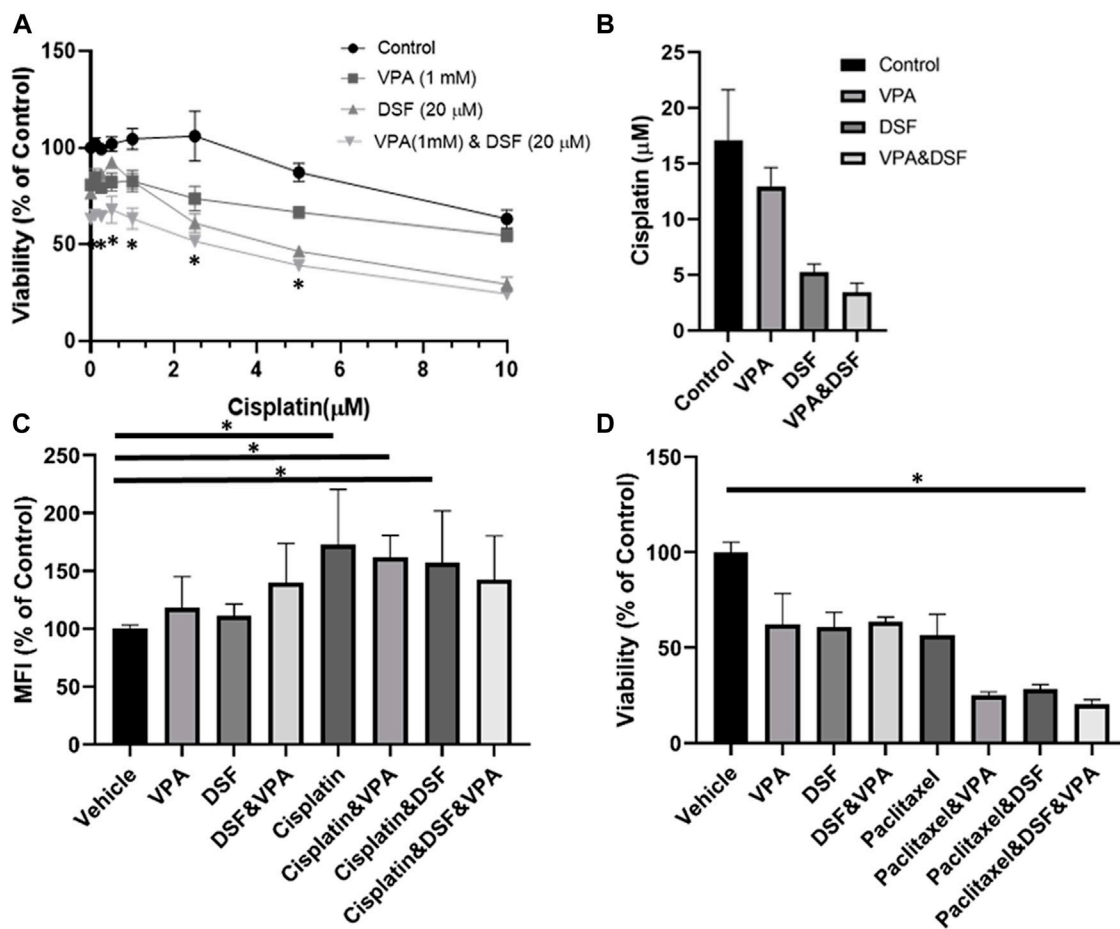 A
Viability (% of Control)
150
100
50
0
0 2 4 6 8 10
Cisplatin(μM)
Control
VPA (1 mM)
DSF (20 μM)
VPA(1mM) & DSF (20 μM)
* * * * * *
B
Cisplatin (μM)
25
20
15
10
5
0
Control
VPA
DSF
VPA&DSF
Control
VPA
DSF
VPA&DSF
C
MFI (% of Control)
250
200
150
100
50
0
*
*
*
Vehicle
VPA
DSF
DSF&VPA
Cisplatin
Cisplatin&VPA
Cisplatin&DSF
Cisplatin&DSF&VPA
D
Viability (% of Control)
150
100
50
0
*
Vehicle
VPA
DSF
DSF&VPA
Paclitaxel
Paclitaxel&VPA
Paclitaxel&DSF
Paclitaxel&DSF&VPA